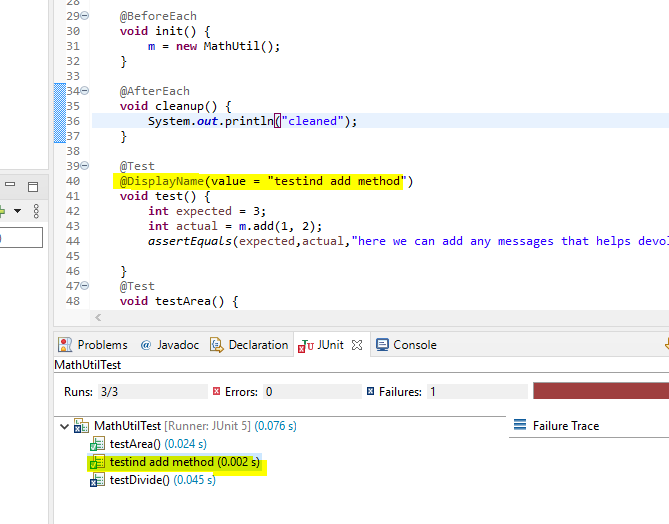 28
29 @BeforeEach
30 void init() {
31 m = new MathUtil();
32 }
33
34 @AfterEach
35 void cleanup() {
36 System.out.println("cleaned");
37 }
38
39 @Test
40 @DisplayName(value = "testind add method")
41 void test() {
42 int expected = 3;
43 int actual = m.add(1, 2);
44 assertEquals(expected,actual,"here we can add any messages that helps devol
45
46 }
47 @Test
48 void testArea() {
Problems @ Javadoc Declaration JUnit Console
MathUtilTest
Runs: 3/3 Errors: 0 Failures: 1
MathUtilTest [Runner: JUnit 5] (0.076 s)
Failure Trace
testArea() (0.024 s)
testind add method (0.002 s)
testDivide() (0.045 s)